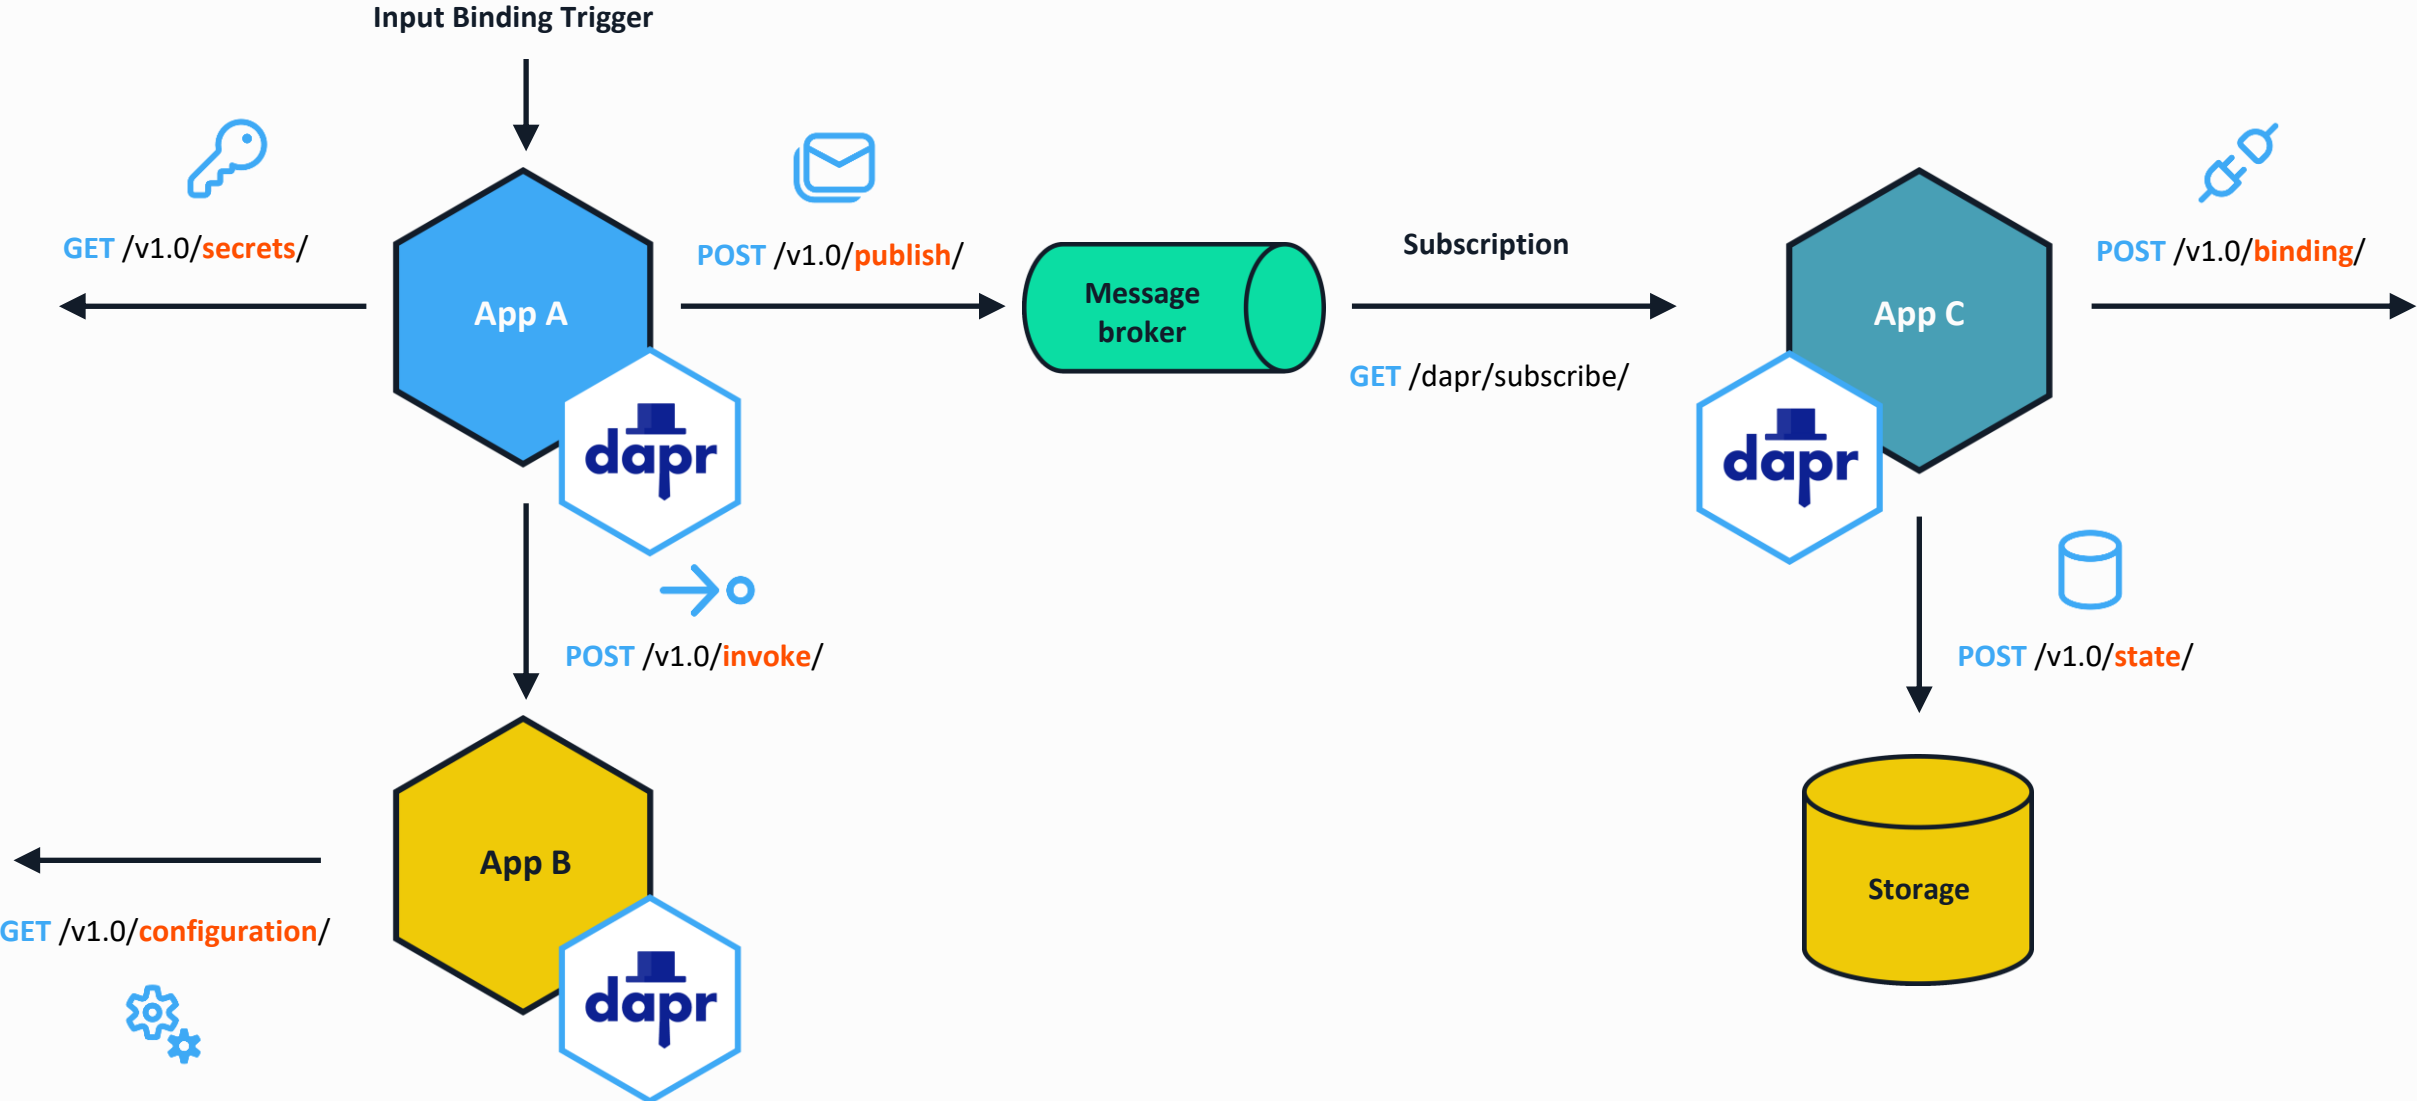 Input Binding Trigger
GET /v1.0/secrets/
App A
POST /v1.0/publish/
Message
broker
Subscription
GET /dapr/subscribe/
App C
POST /v1.0/binding/
dapr
dapr
POST /v1.0/invoke/
POST /v1.0/state/
App B
GET /v1.0/configuration/
dapr
Storage